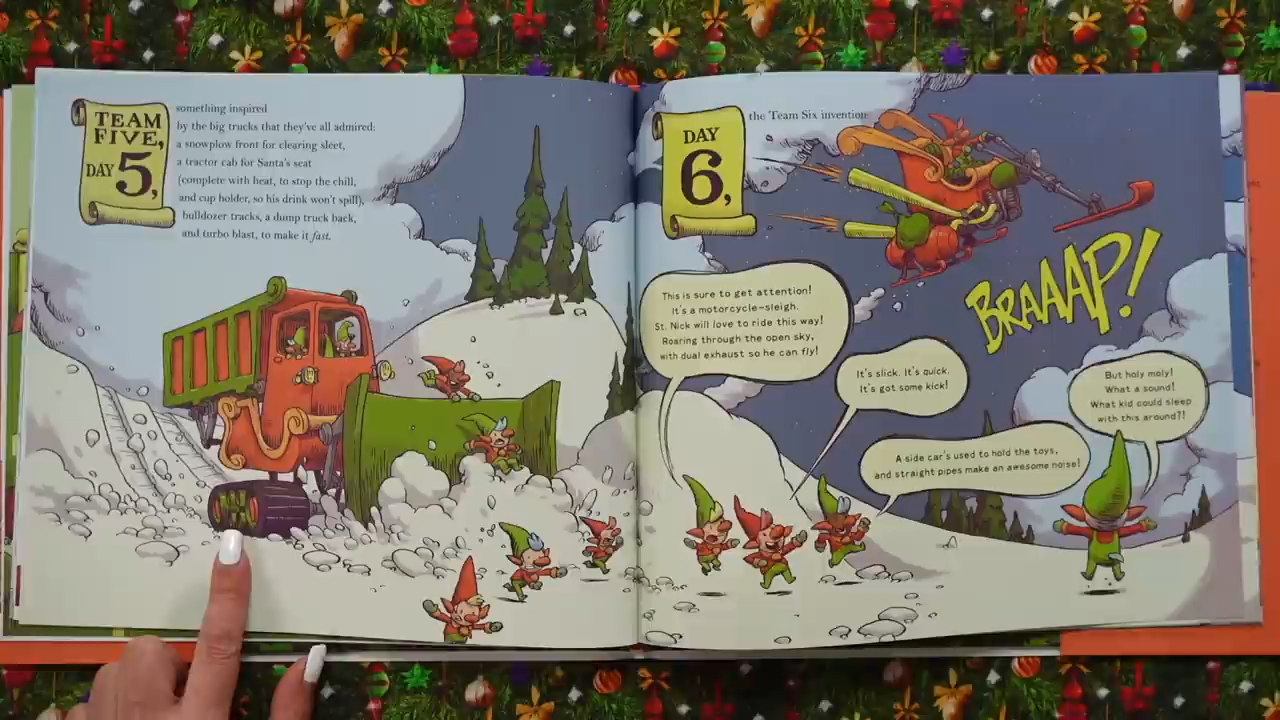 TEAM
FIVE,
DAY 5,
something inspired
by the big trucks that they've all admired:
a snowplow front for clearing sleet,
a tractor cab for Santa's seat
(complete with heat, to stop the chill,
and cup holder, so his drink won't spill),
bulldozer tracks, a dump truck back,
and turbo blast, to make it fast.
DAY
6,
the Team Six invention:
BRAAAP!
This is sure to get attention!
It's a motorcycle-sleigh.
St. Nick will love to ride this way!
Roaring through the open sky,
with dual exhaust so he can fly!
It's slick. It's quick.
It's got some kick!
A side car's used to hold the toys,
and straight pipes make an awesome noise!
But holy moly!
What a sound!
What kid could sleep
with this around?!